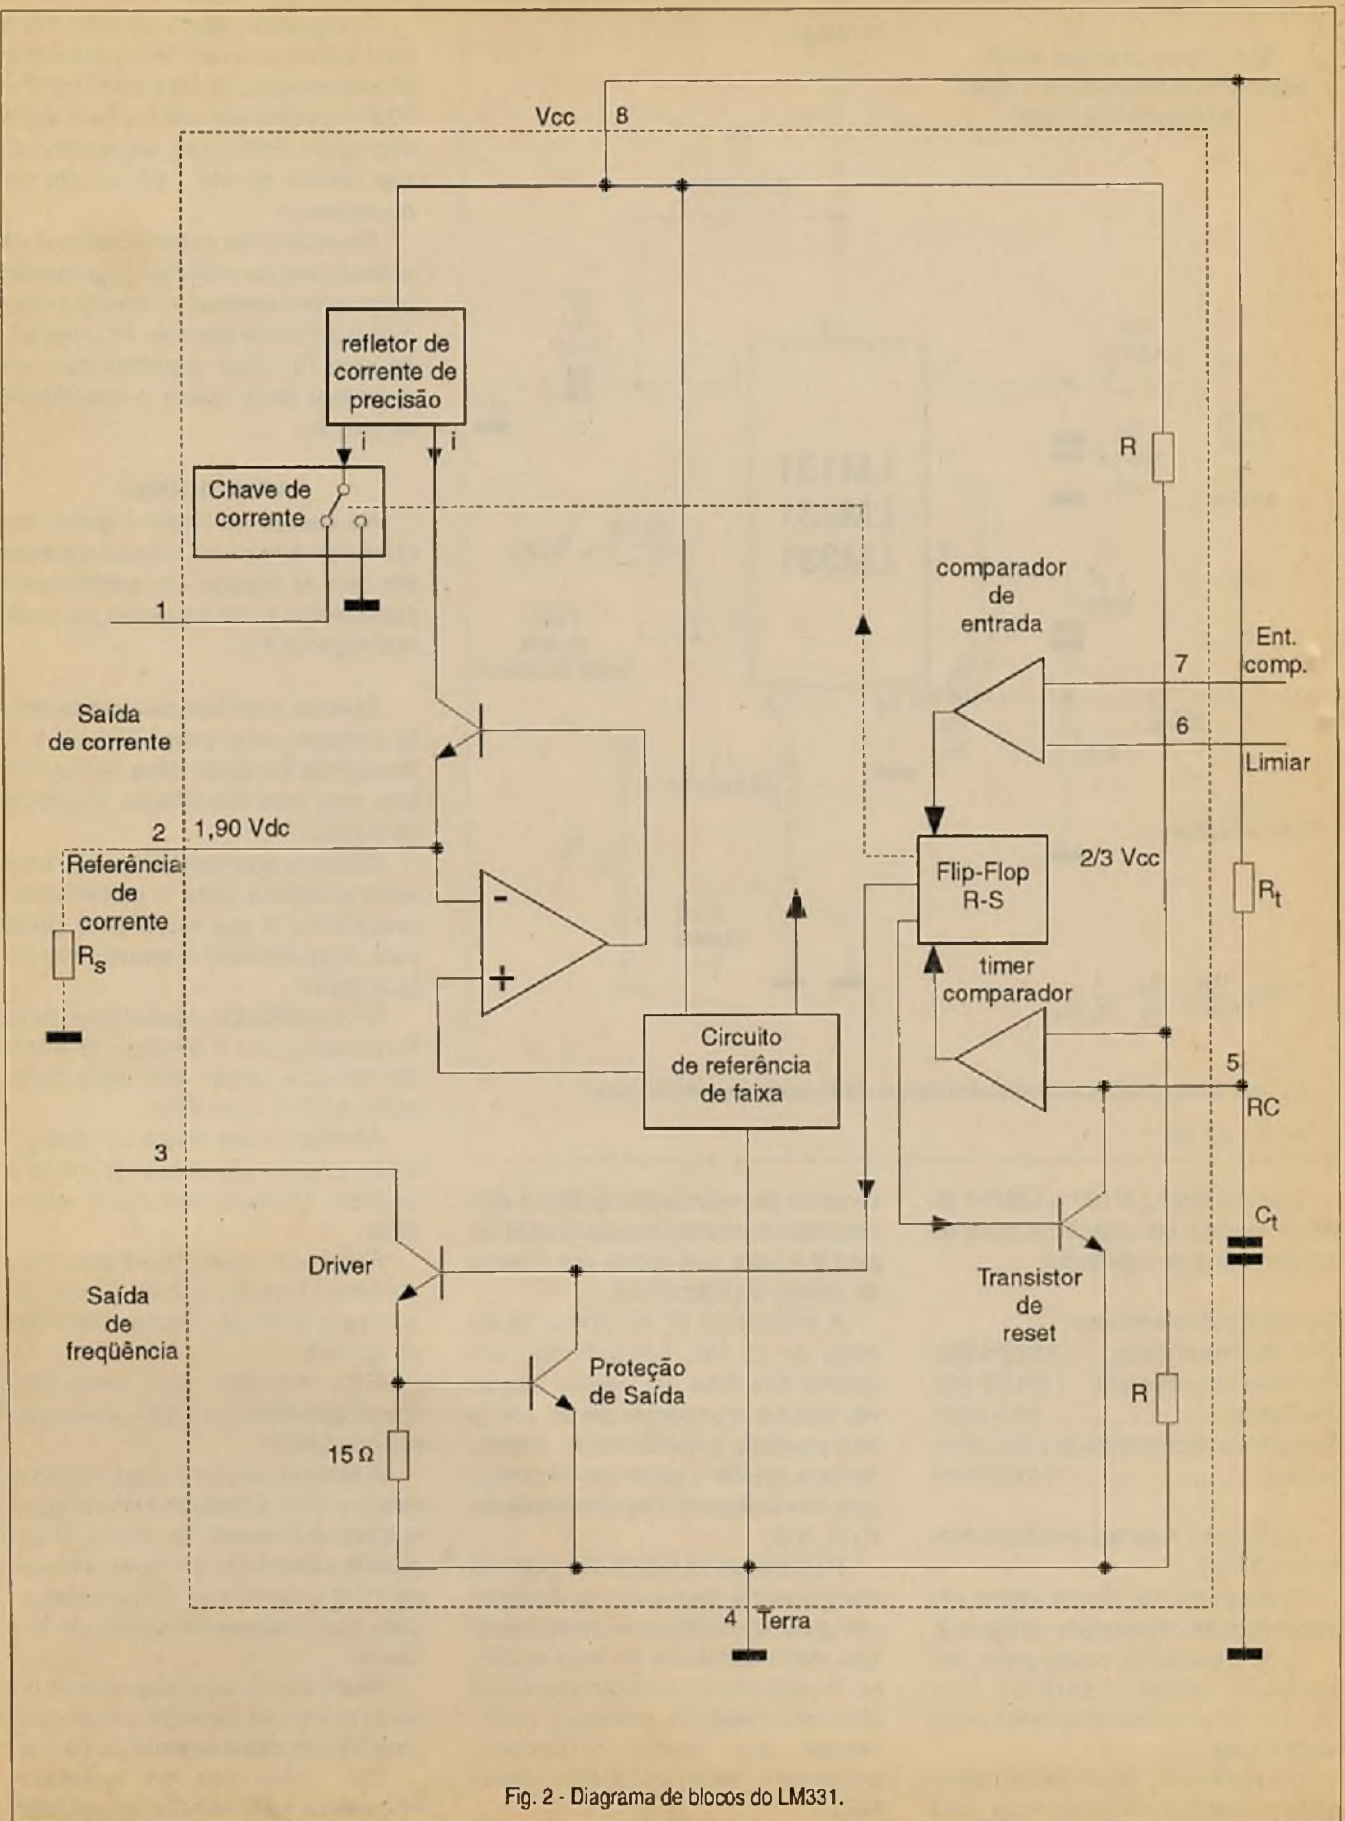 Vcc 8
refletor de
corrente de
precisão
i
i
Chave de
corrente
R
1
comparador
de
entrada
7
Ent.
comp.
6
Limiar
Saída
de corrente
2
1,90 Vdc
Referência
de
corrente
Rs
-
+
Flip-Flop
R-S
2/3 Vcc
Rt
timer
comparador
Circuito
de referência
de faixa
5
RC
3
Driver
Saída
de
freqüência
Ct
Transistor
de
reset
Proteção
de Saída
R
15 Ω
4 Terra
Fig. 2 - Diagrama de blocos do LM331.